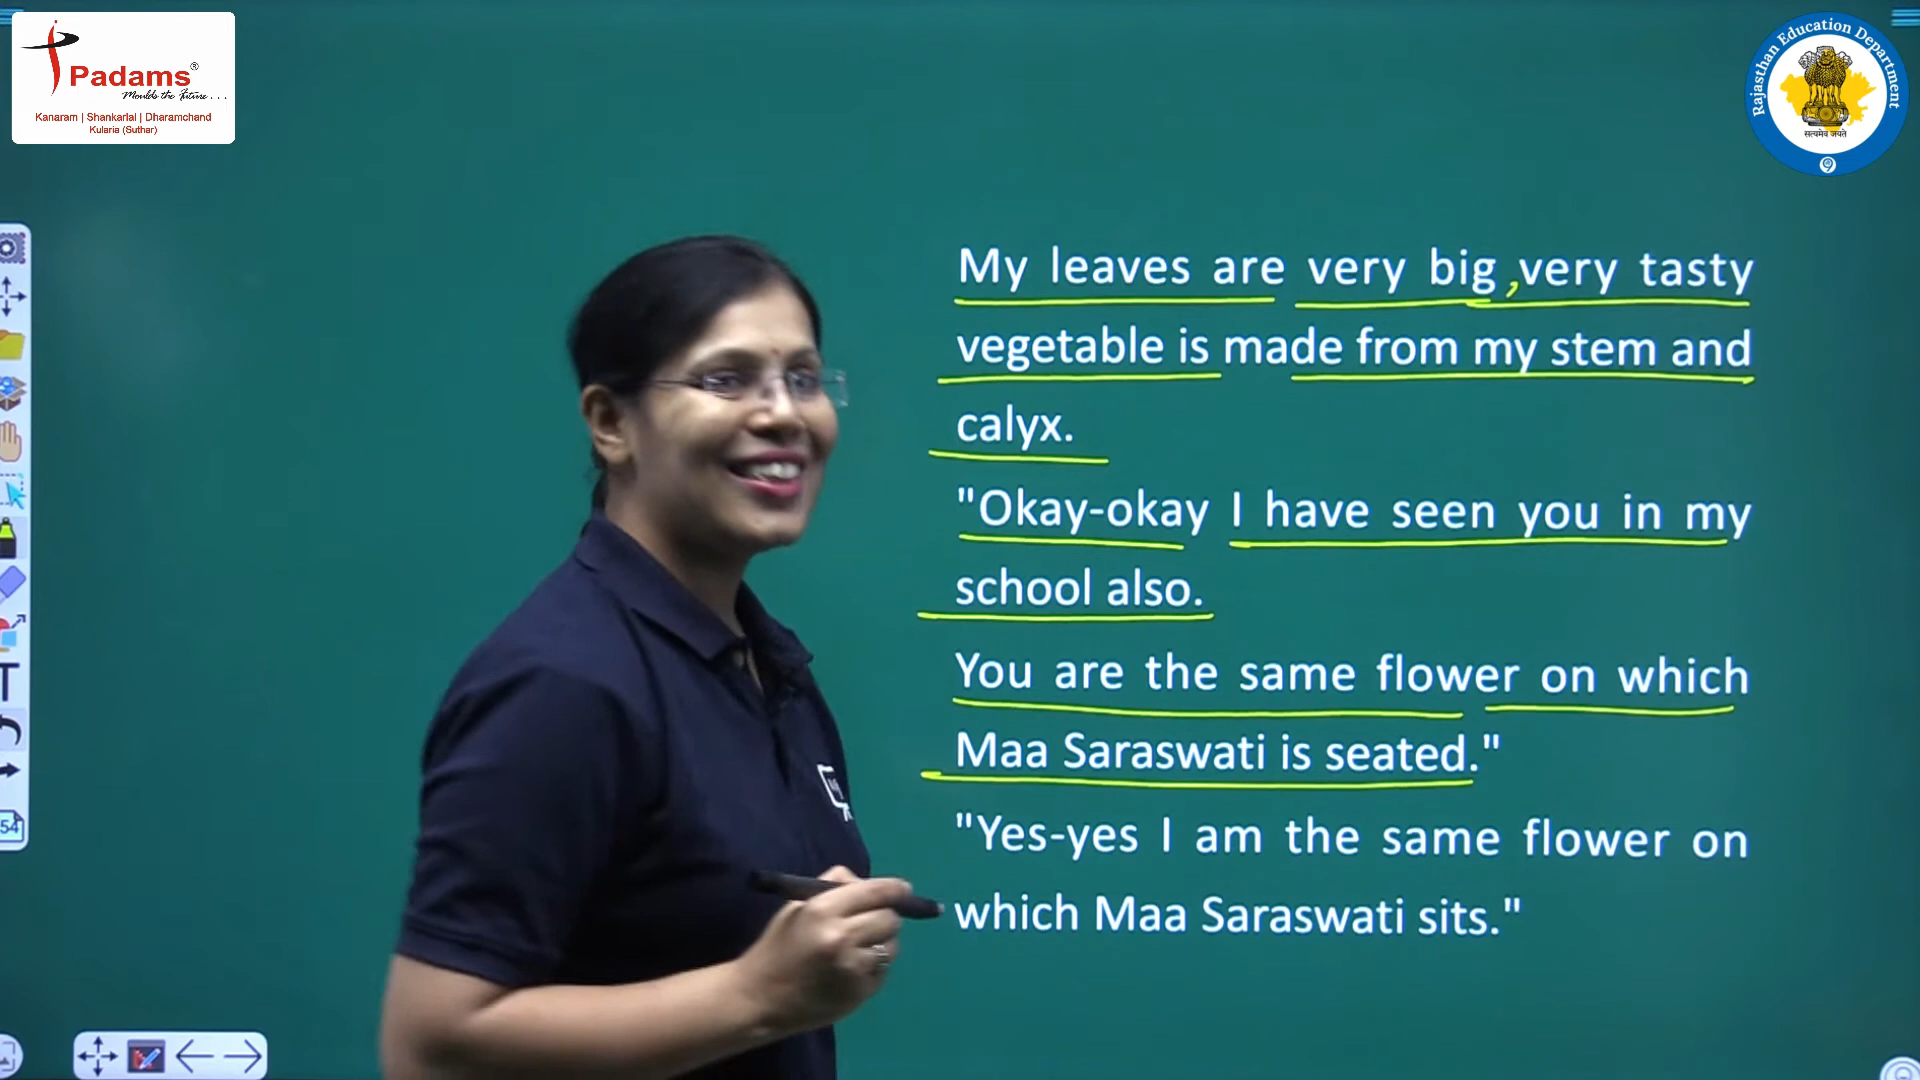 Padams®
Moulds the Future . . .
Kanaram | Shankarlal | Dharamchand
Kularia (Suthar)
Rajasthan Education Department
सत्यमेव जयते
My leaves are very big ,very tasty
vegetable is made from my stem and
calyx.
"Okay-okay I have seen you in my
school also.
You are the same flower on which
Maa Saraswati is seated."
"Yes-yes I am the same flower on
which Maa Saraswati sits."
T
54